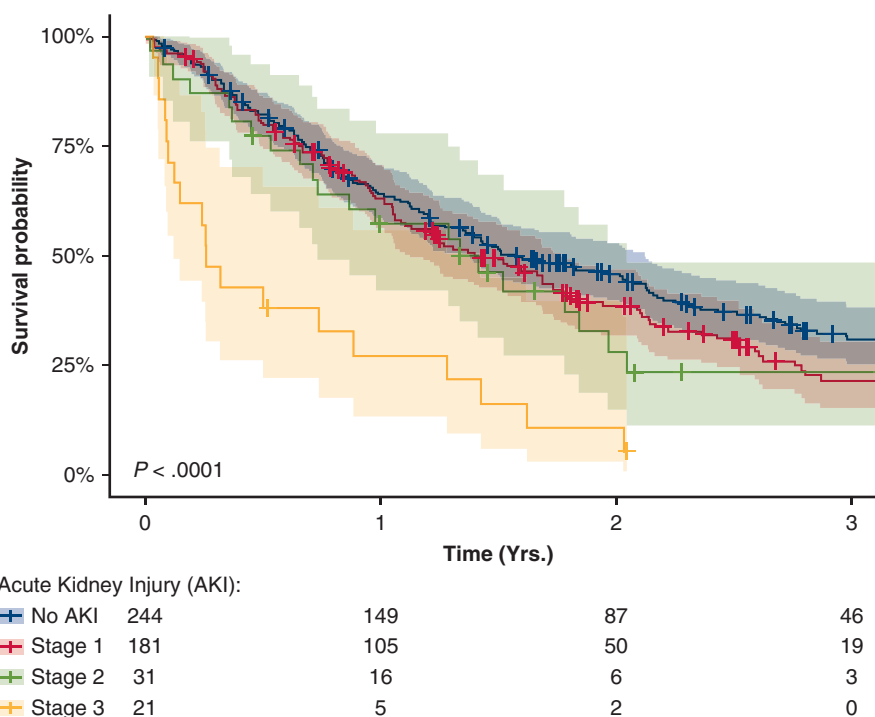 100%
75%
50%
25%
0%
Survival probability
P < .0001
0 1 2 3
Time (Yrs.)
Acute Kidney Injury (AKI):
No AKI 244 149 87 46
Stage 1 181 105 50 19
Stage 2 31 16 6 3
Stage 3 21 5 2 0